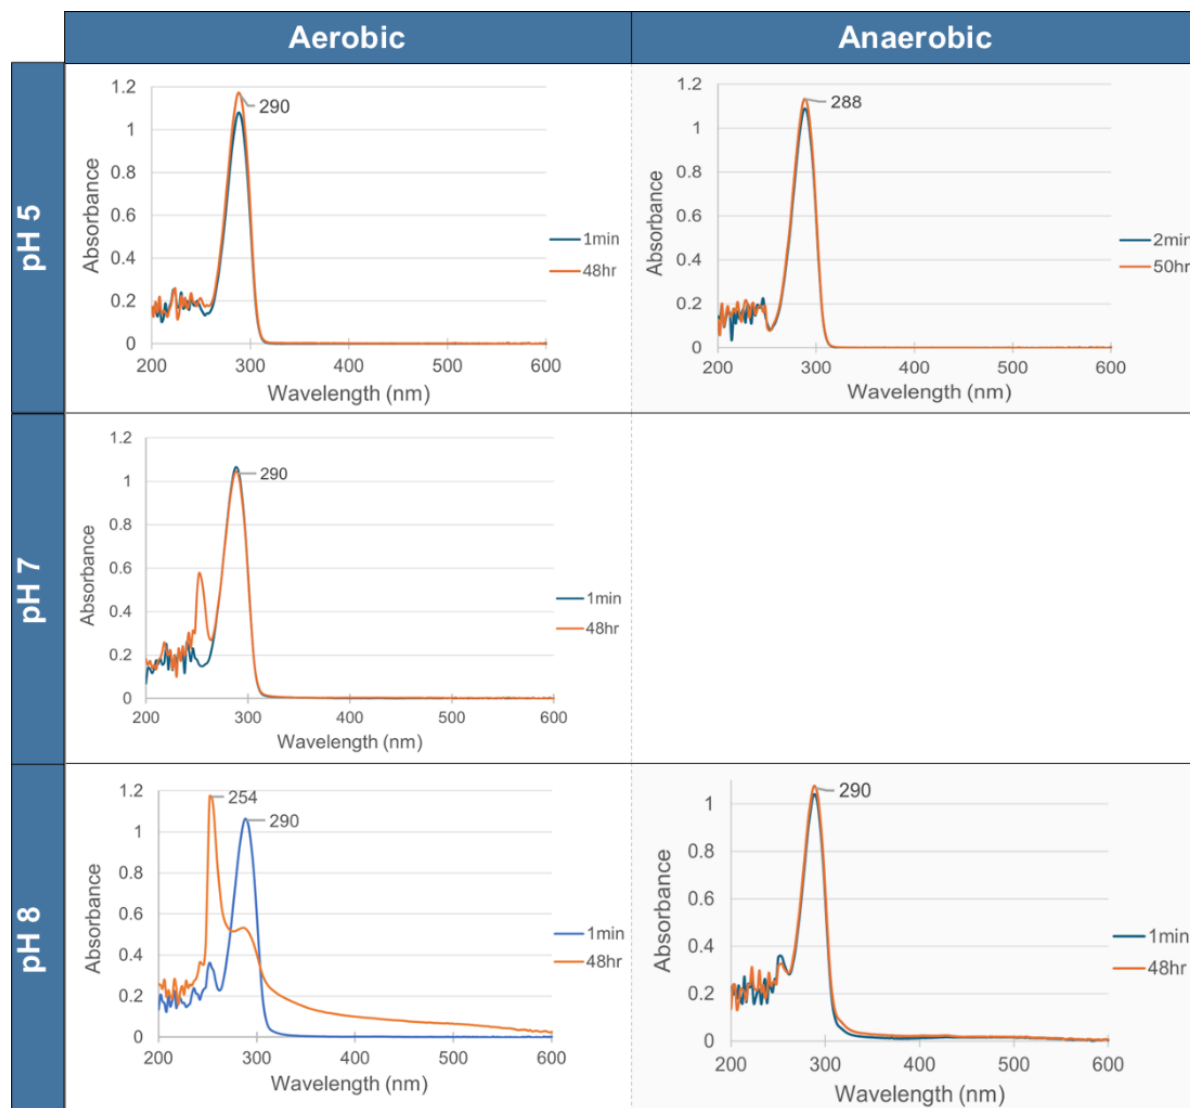 Aerobic
Anaerobic
pH 5
1.2
1
0.8
0.6
0.4
0.2
0
200
300
400
500
600
Absorbance
Wavelength (nm)
290
1min
48hr
1.2
1
0.8
0.6
0.4
0.2
0
200
300
400
500
600
Absorbance
Wavelength (nm)
288
2min
50hr
pH 7
1.2
1
0.8
0.6
0.4
0.2
0
200
300
400
500
600
Absorbance
Wavelength (nm)
290
1min
48hr
pH 8
1.2
1
0.8
0.6
0.4
0.2
0
200
300
400
500
600
Absorbance
Wavelength (nm)
254
290
1min
48hr
1
0.8
0.6
0.4
0.2
0
200
300
400
500
600
Absorbance
Wavelength (nm)
290
1min
48hr